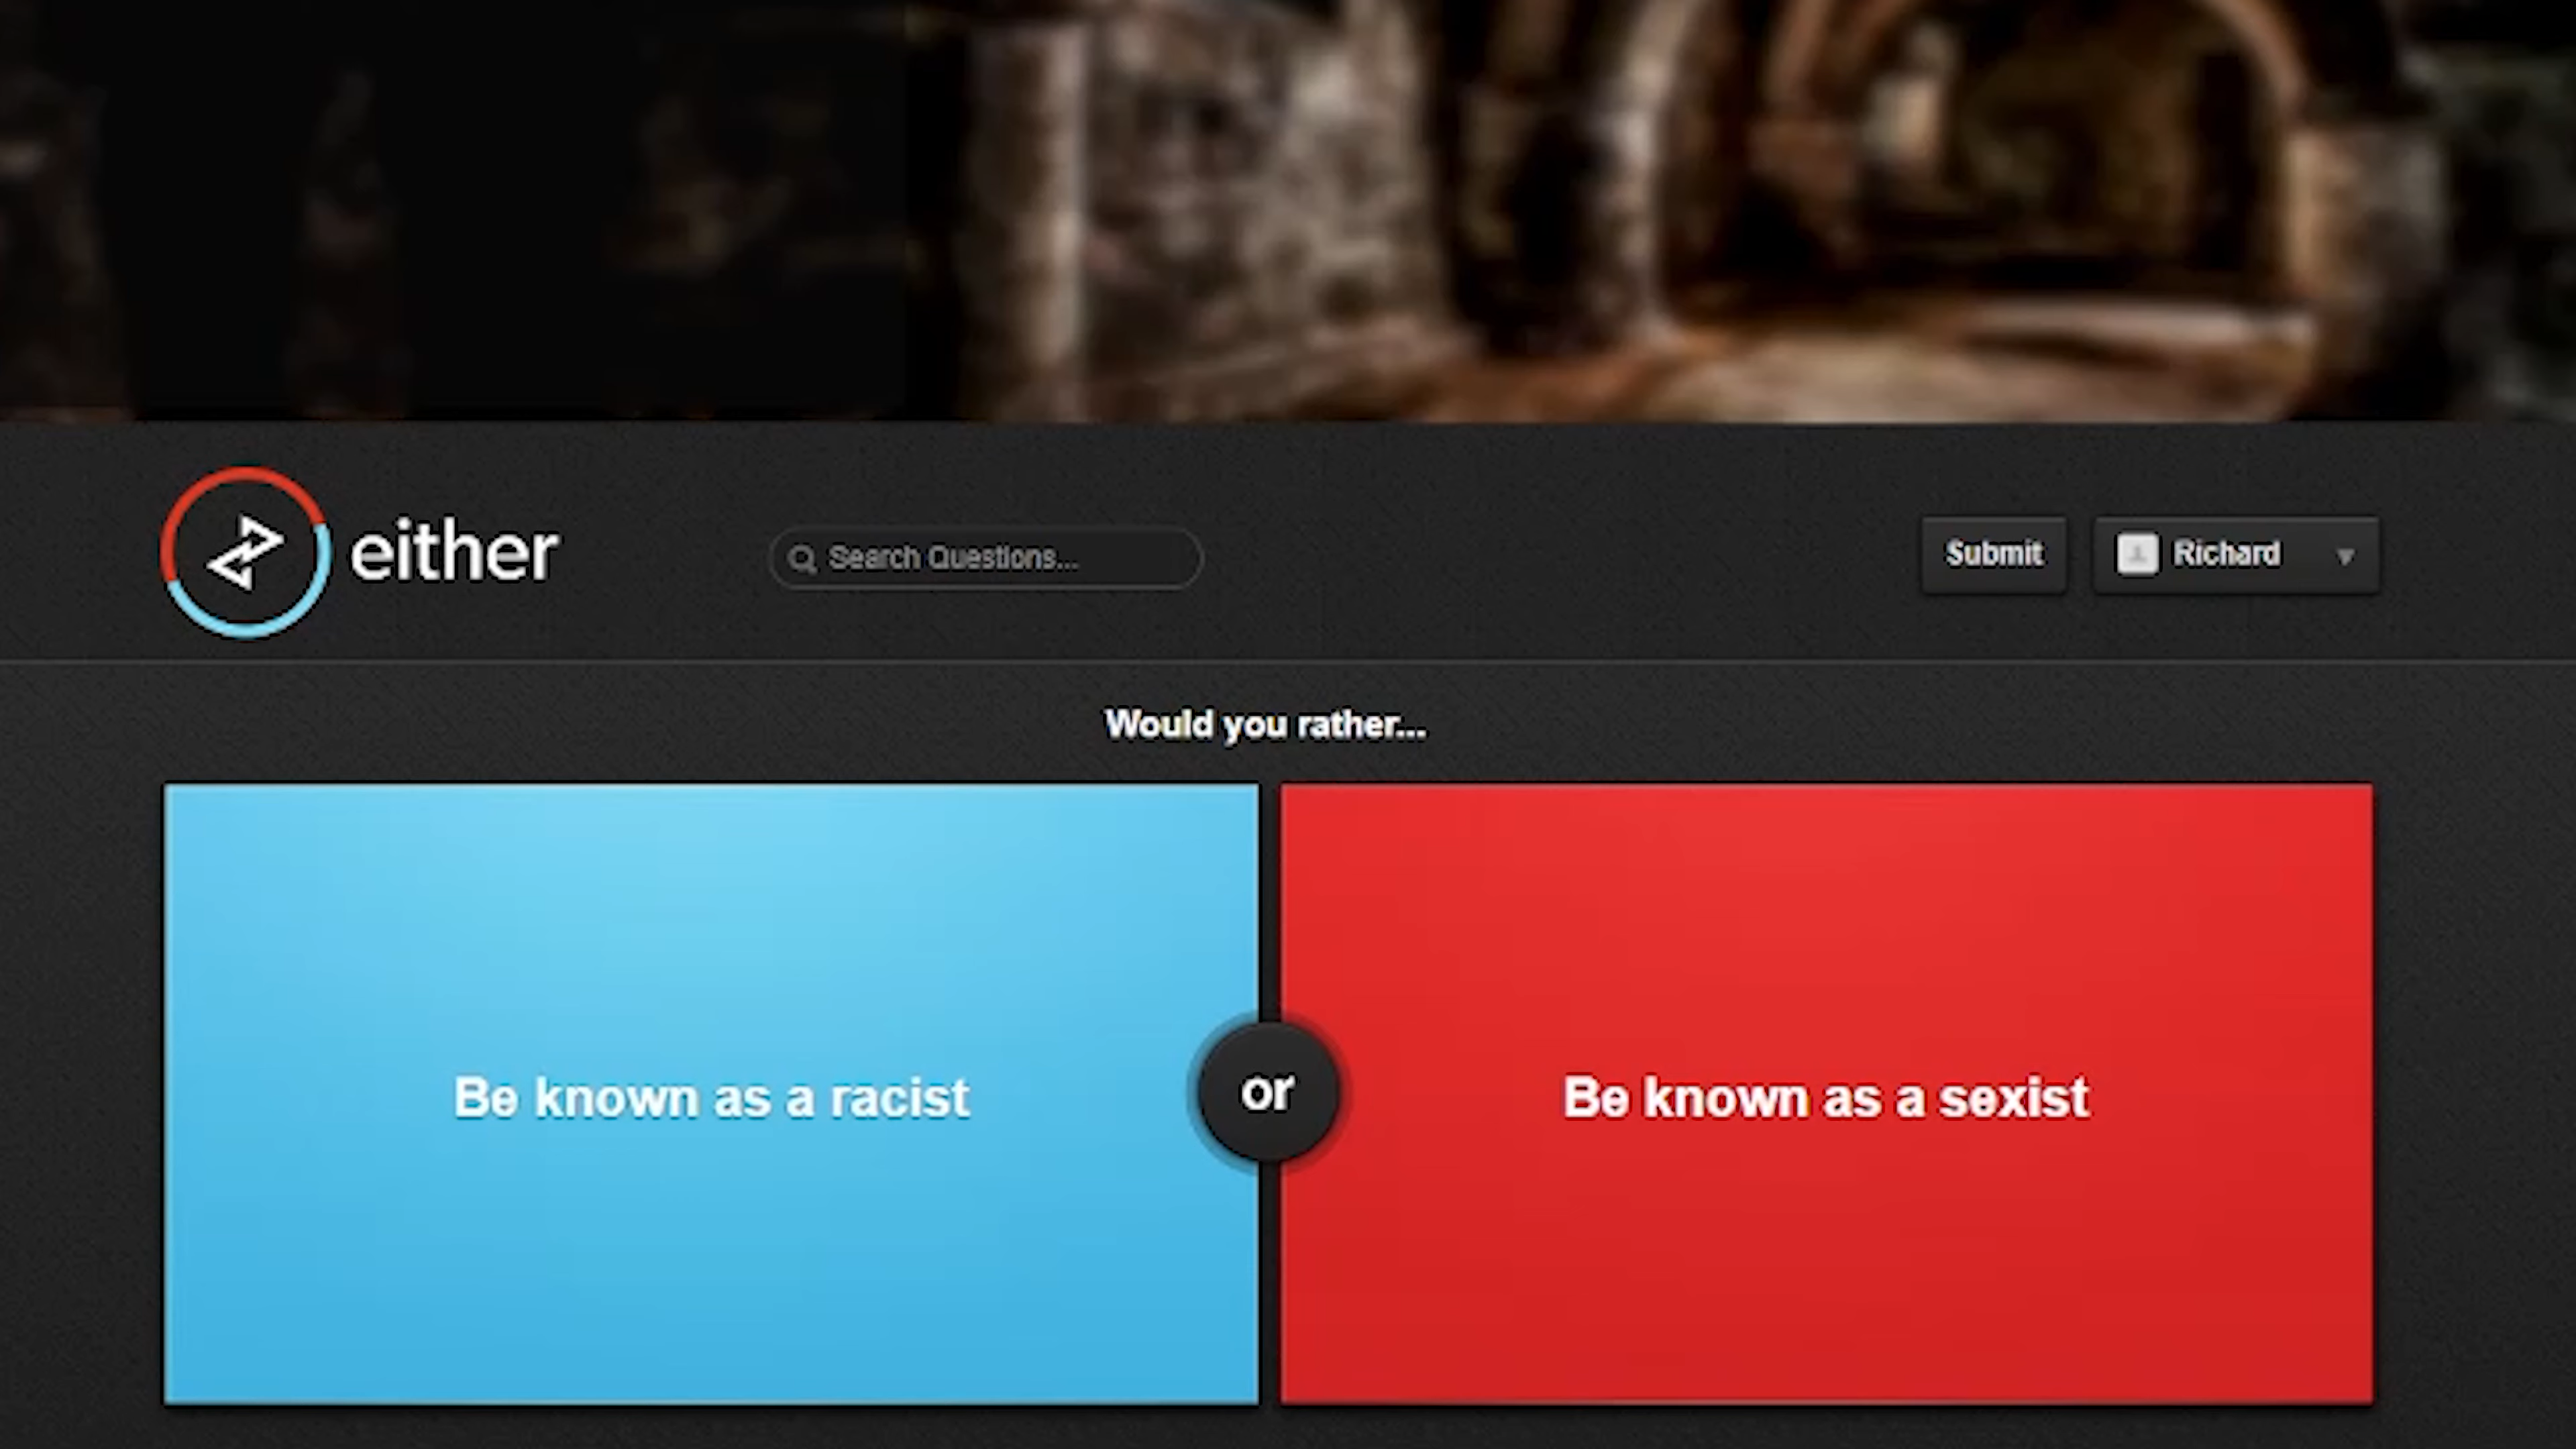 either
Search Questions...
Submit
Richard
Would you rather...
Be known as a racist
or
Be known as a sexist